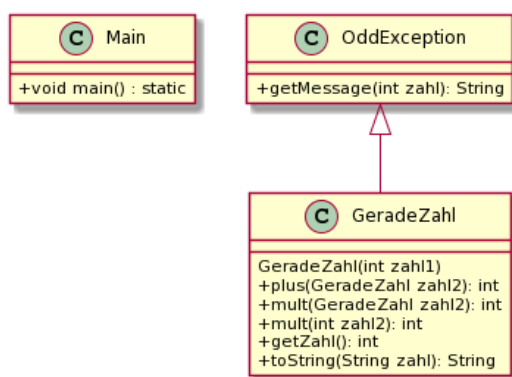 C Main
+void main() : static
C OddException
+getMessage(int zahl): String
C GeradeZahl
GeradeZahl(int zahl1)
+plus(GeradeZahl zahl2): int
+mult(GeradeZahl zahl2): int
+mult(int zahl2): int
+getZahl(): int
+toString(String zahl): String